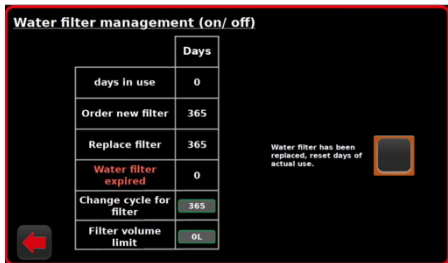 Water filter management (on/ off)
Days
days in use 0
Order new filter 365
Replace filter 365
Water filter
expired 0
Change cycle for
filter 365
Filter volume
limit 0L
Water filter has been
replaced, reset days of
actual use.